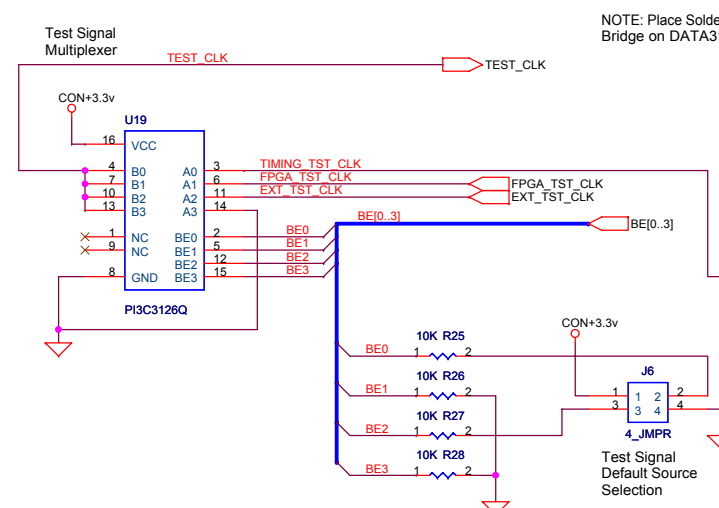 NOTE: Place Solde
Bridge on DATA3
Test Signal
Multiplexer
TEST_CLK
TEST_CLK
CON+3.3v
U19
16 VCC
4 B0 A0 3 TIMING_TST_CLK
7 B1 A1 6 FPGA_TST_CLK FPGA_TST_CLK
10 B2 A2 11 EXT_TST_CLK EXT_TST_CLK
13 B3 A3 14
BE[0..3] BE[0..3]
1 NC BE0 2 BE0
9 NC BE1 5 BE1
BE2 12 BE2
8 GND BE3 15 BE3
PI3C3126Q
CON+3.3v
10K R25
BE0 1 2
10K R26
BE1 1 2
10K R27
BE2 1 2
10K R28
BE3 1 2
J6
1 1 2 2
3 3 4 4
4_JMPR
Test Signal
Default Source
Selection